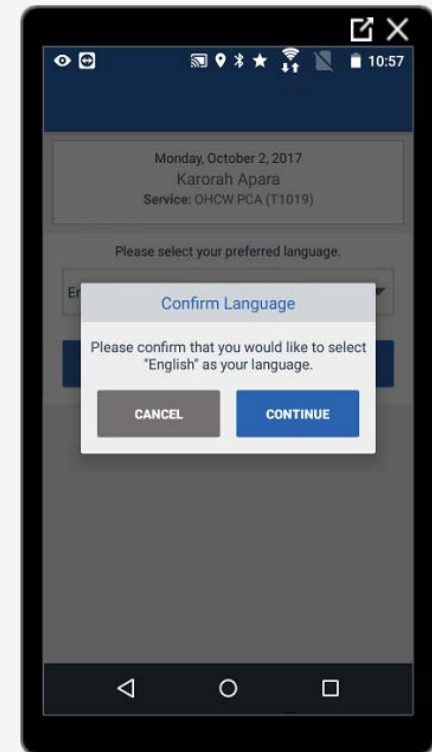 10:57
Monday, October 2, 2017
Karorah Apara
Service: OHCW PCA (T1019)
Please select your preferred language.
Confirm Language
Please confirm that you would like to select
"English" as your language.
CANCEL
CONTINUE